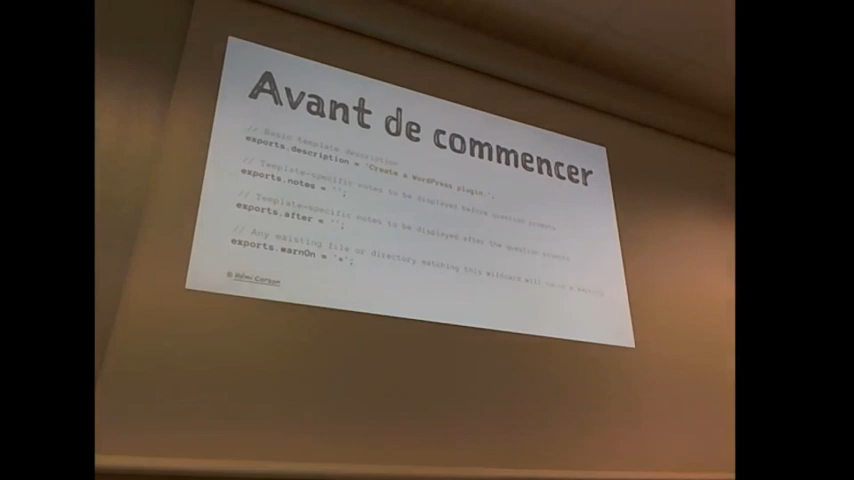 Avant de commencer
// Basic template description
exports.description = 'Create a WordPress plugin.';
// Template-specific notes to be displayed before question prompts
exports.notes = '';
// Template-specific notes to be displayed after the question prompts
exports.after = '';
// Any existing file or directory matching this wildcard will
exports.warnOn = '*';
© Rémi Corson